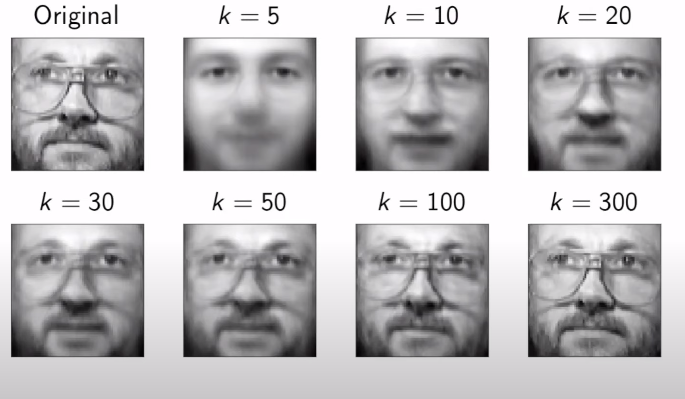 Original k = 5 k = 10 k = 20
k = 30 k = 50 k = 100 k = 300